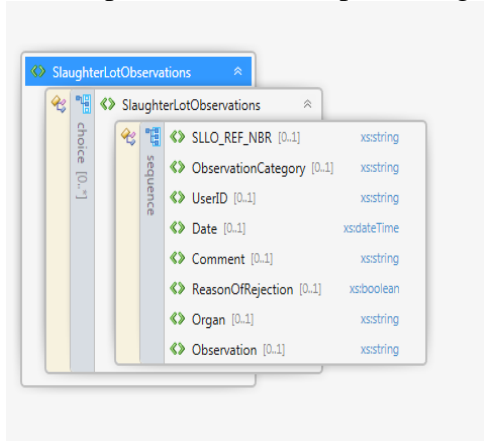 SlaughterLotObservations
SlaughterLotObservations
choice [0..*]
sequence
SLLO_REF_NBR [0..1] xs:string
ObservationCategory [0..1] xs:string
UserID [0..1] xs:string
Date [0..1] xs:dateTime
Comment [0..1] xs:string
ReasonOfRejection [0..1] xs:boolean
Organ [0..1] xs:string
Observation [0..1] xs:string